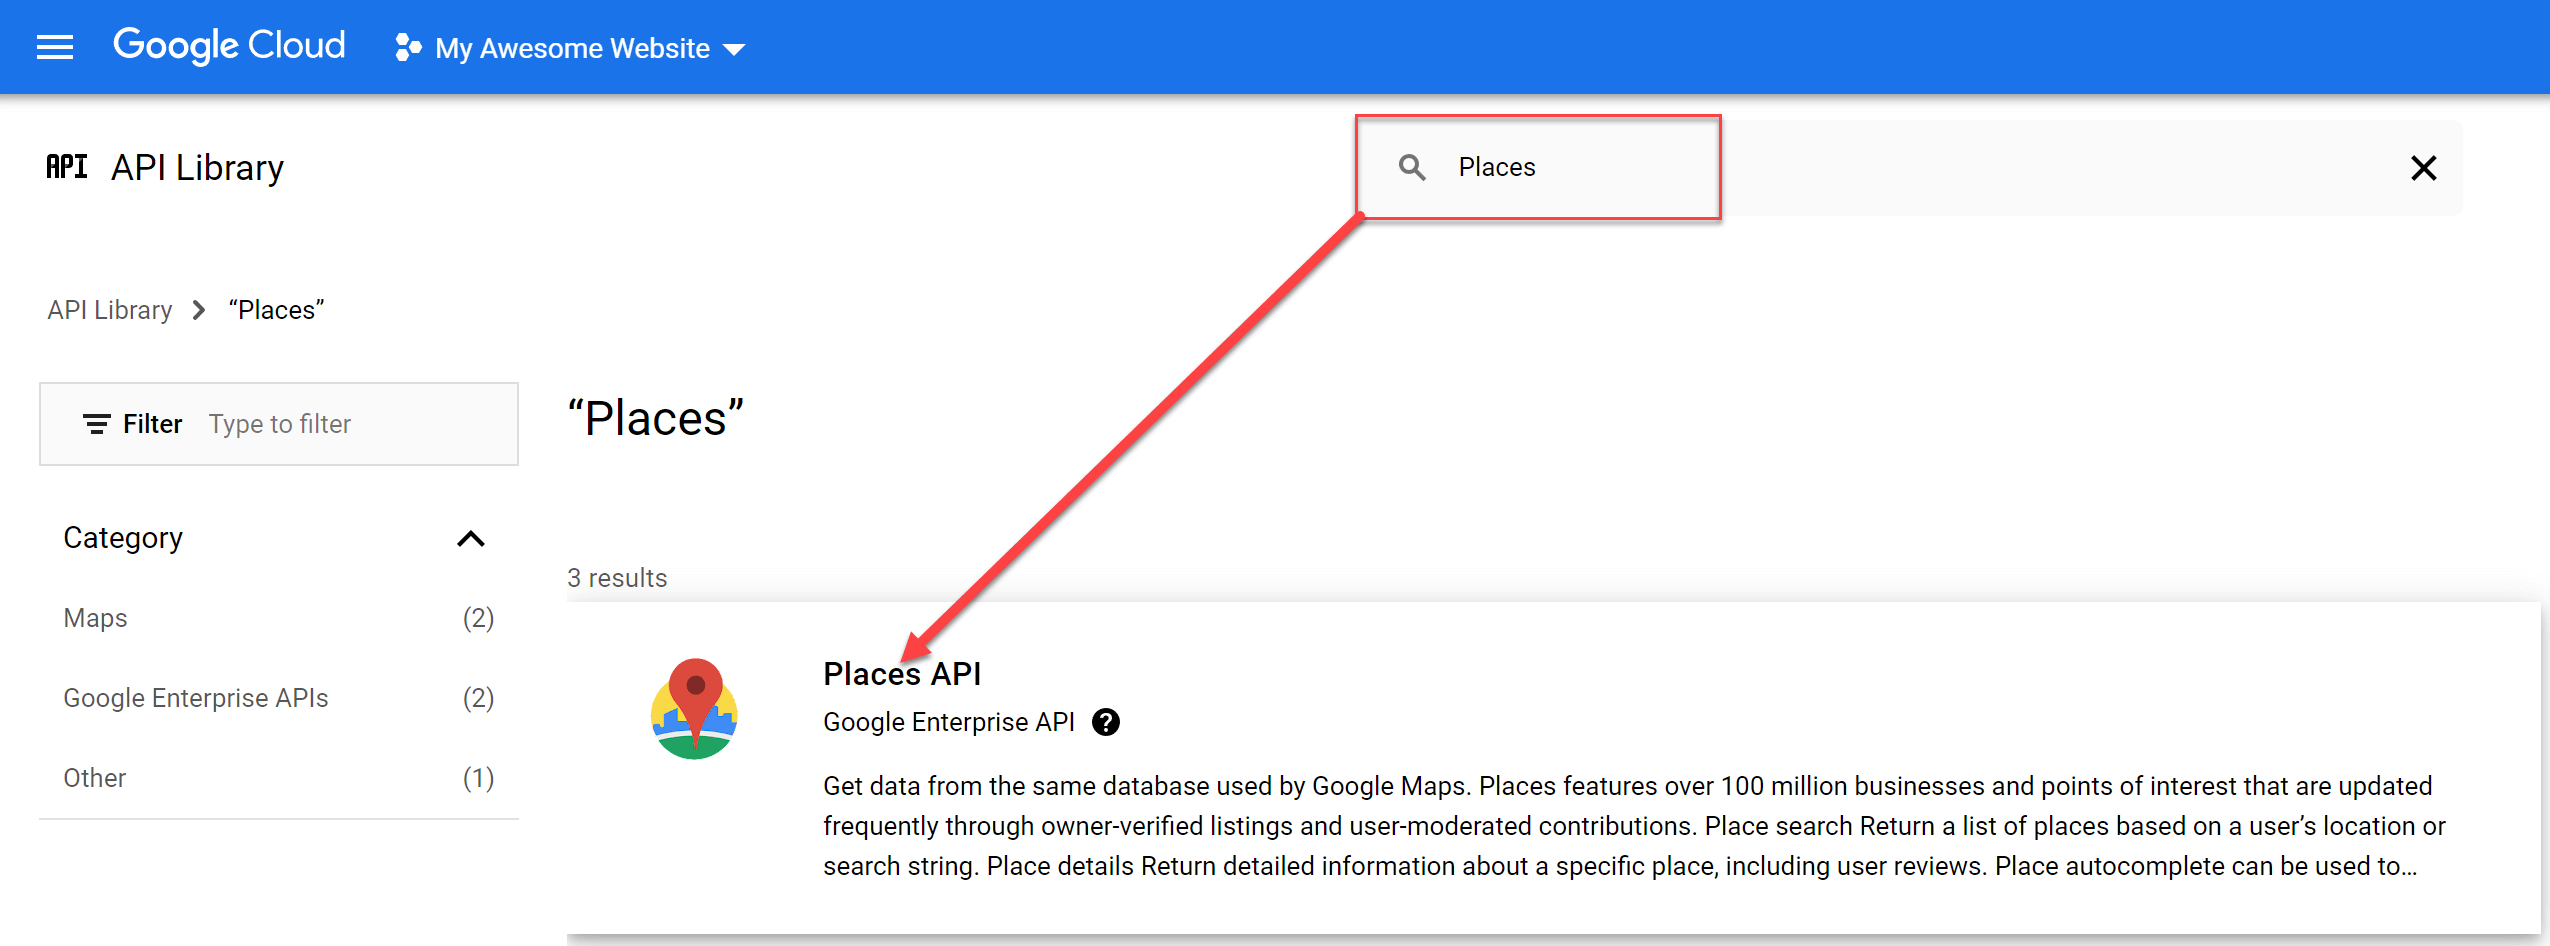 Google Cloud My Awesome Website
API API Library
Places
API Library “Places”
Filter Type to filter
“Places”
Category
3 results
Maps (2)
Google Enterprise APIs (2)
Other (1)
Places API
Google Enterprise API ?
Get data from the same database used by Google Maps. Places features over 100 million businesses and points of interest that are updated
frequently through owner-verified listings and user-moderated contributions. Place search Return a list of places based on a user’s location or
search string. Place details Return detailed information about a specific place, including user reviews. Place autocomplete can be used to…